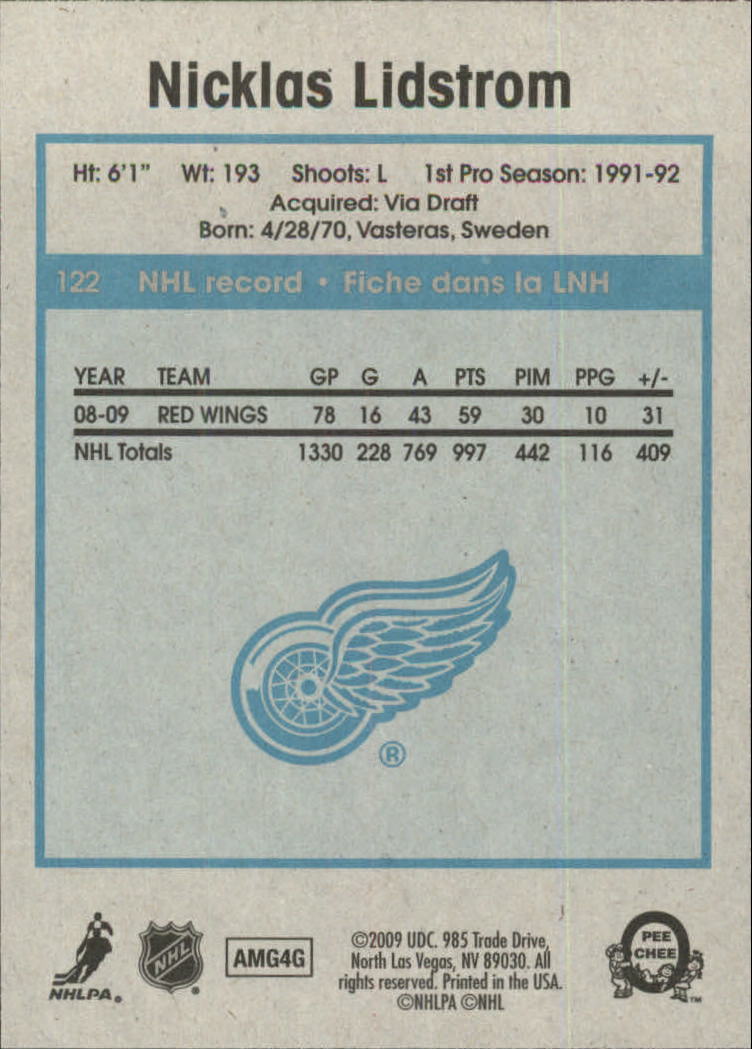 Nicklas Lidstrom
Ht: 6'1" Wt: 193 Shoots: L 1st Pro Season: 1991-92
Acquired: Via Draft
Born: 4/28/70, Vasteras, Sweden
122 NHL record • Fiche dans la LNH
YEAR TEAM GP G A PTS PIM PPG +/-
08-09 RED WINGS 78 16 43 59 30 10 31
NHL Totals 1330 228 769 997 442 116 409
®
NHLPA®
NHL®
AMG4G
©2009 UDC. 985 Trade Drive,
North Las Vegas, NV 89030. All
rights reserved. Printed in the USA.
©NHLPA ©NHL
O
PEE
CHEE
™